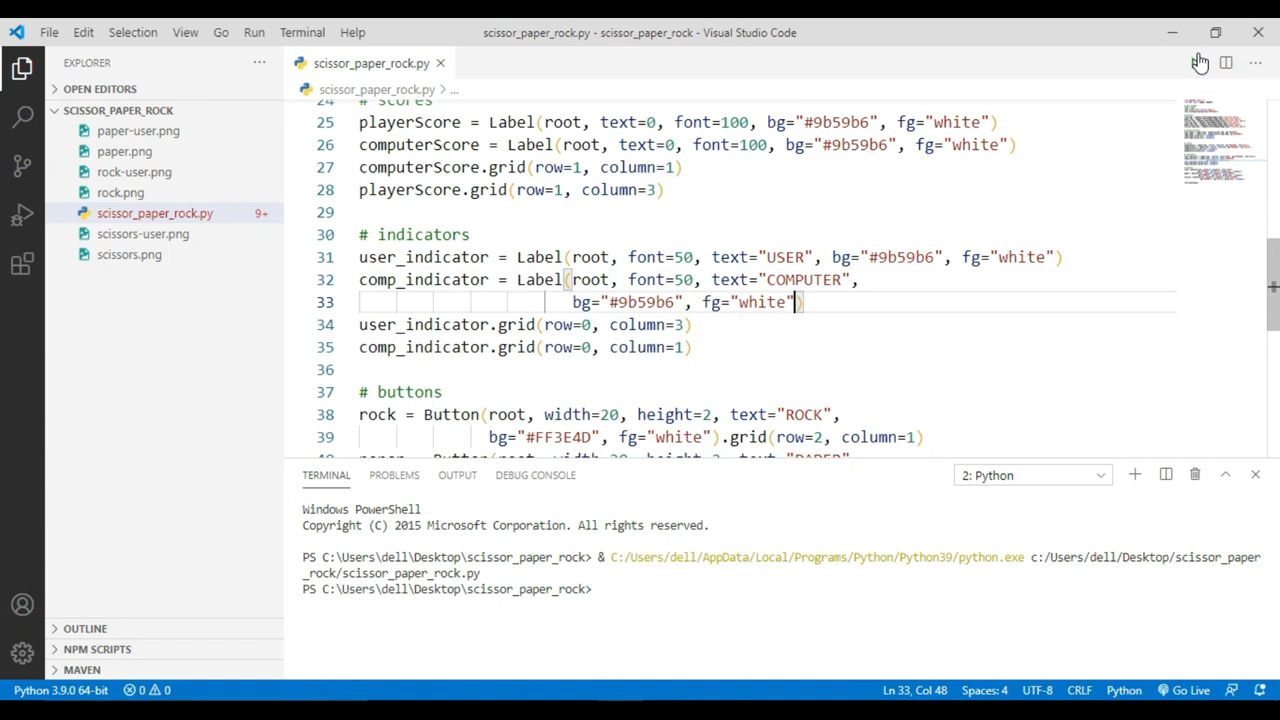 File Edit Selection View Go Run Terminal Help
scissor_paper_rock.py - scissor_paper_rock - Visual Studio Code
EXPLORER
OPEN EDITORS
SCISSOR_PAPER_ROCK
paper-user.png
paper.png
rock-user.png
rock.png
scissor_paper_rock.py 9+
scissors-user.png
scissors.png
OUTLINE
NPM SCRIPTS
MAVEN
scissor_paper_rock.py
scissor_paper_rock.py > ...
24 # scores
25 playerScore = Label(root, text=0, font=100, bg="#9b59b6", fg="white")
26 computerScore = Label(root, text=0, font=100, bg="#9b59b6", fg="white")
27 computerScore.grid(row=1, column=1)
28 playerScore.grid(row=1, column=3)
29
30 # indicators
31 user_indicator = Label(root, font=50, text="USER", bg="#9b59b6", fg="white")
32 comp_indicator = Label(root, font=50, text="COMPUTER",
33 bg="#9b59b6", fg="white")
34 user_indicator.grid(row=0, column=3)
35 comp_indicator.grid(row=0, column=1)
36
37 # buttons
38 rock = Button(root, width=20, height=2, text="ROCK",
39 bg="#FF3E4D", fg="white").grid(row=2, column=1)
TERMINAL PROBLEMS OUTPUT DEBUG CONSOLE
2: Python
Windows PowerShell
Copyright (C) 2015 Microsoft Corporation. All rights reserved.
PS C:\Users\dell\Desktop\scissor_paper_rock> & C:/Users/dell/AppData/Local/Programs/Python/Python39/python.exe c:/Users/dell/Desktop/scissor_paper
_rock/scissor_paper_rock.py
PS C:\Users\dell\Desktop\scissor_paper_rock>
Python 3.9.0 64-bit 0 0
Ln 33, Col 48 Spaces: 4 UTF-8 CRLF Python Go Live